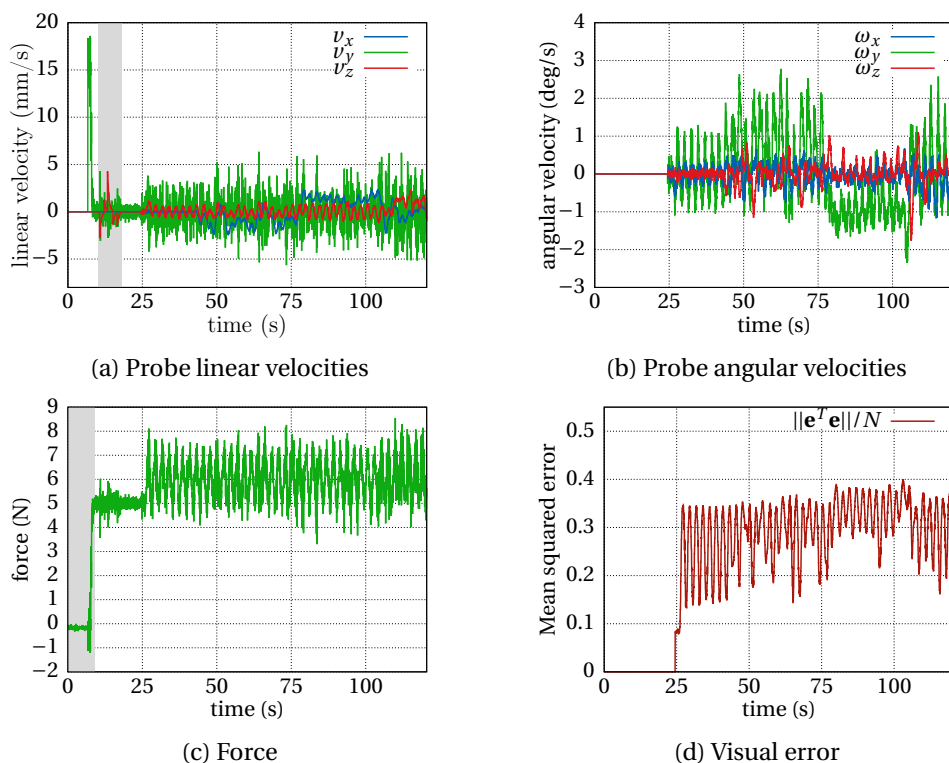 linear velocity (mm/s)
20
15
10
5
0
−5
v_x
v_y
v_z
0 25 50 75 100
time (s)
(a) Probe linear velocities
angular velocity (deg/s)
4
3
2
1
0
−1
−2
−3
ω_x
ω_y
ω_z
0 25 50 75 100
time (s)
(b) Probe angular velocities
force (N)
9
8
7
6
5
4
3
2
1
0
−1
−2
0 25 50 75 100
time (s)
(c) Force
Mean squared error
0.5
0.4
0.3
0.2
0.1
0
||e^T e||/N
0 25 50 75 100
time (s)
(d) Visual error